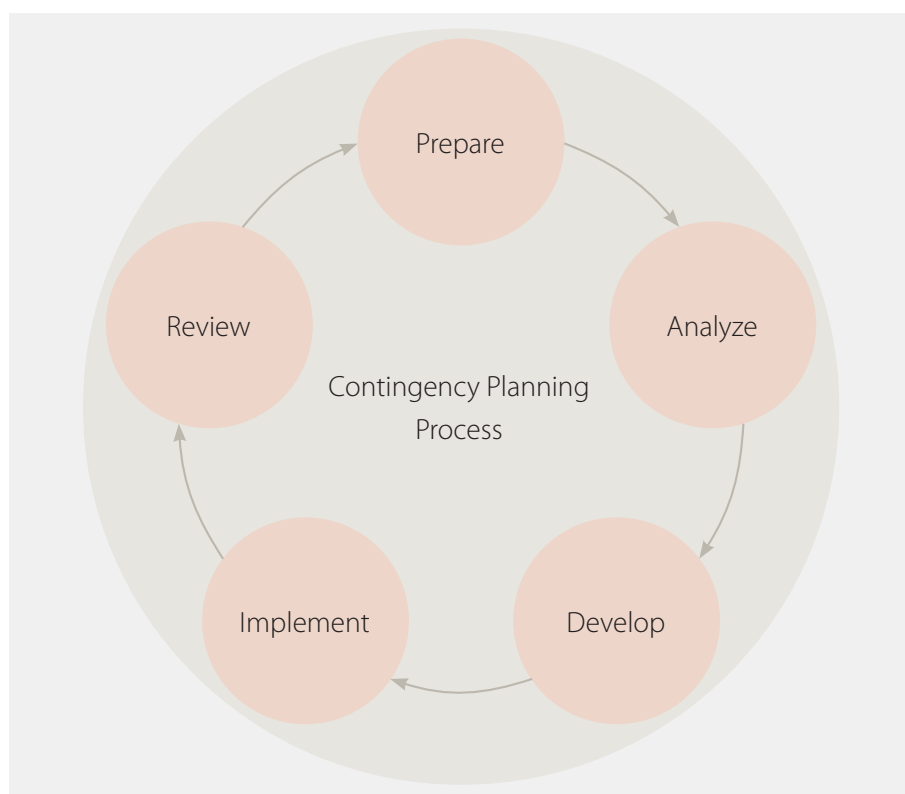 Prepare
Analyze
Develop
Implement
Review
Contingency Planning
Process